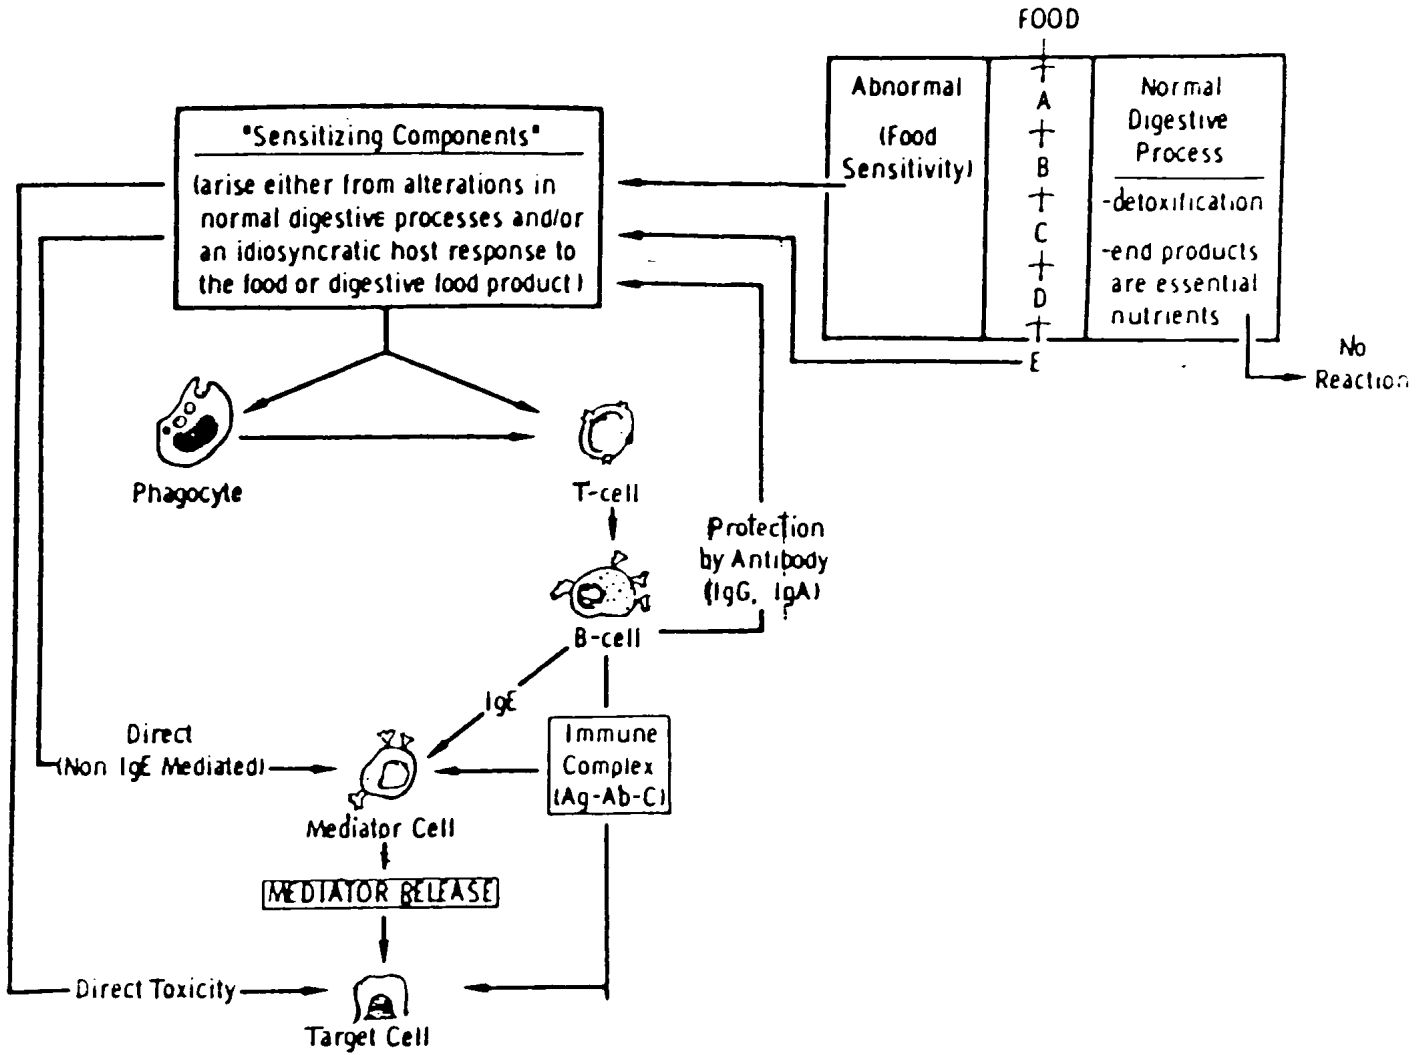 FOOD
Abnormal
(Food
Sensitivity)
A
B
C
D
E
Normal
Digestive
Process
-detoxification
-end products
are essential
nutrients
No
Reaction
"Sensitizing Components"
(arise either from alterations in
normal digestive processes and/or
an idiosyncratic host response to
the food or digestive food product)
Phagocyte
T-cell
Protection
by Antibody
(IgG, IgA)
?
B-cell
IgE
Direct
(Non IgE Mediated)
Immune
Complex
(Ag-Ab-C)
Mediator Cell
MEDIATOR RELEASE
Direct Toxicity
Target Cell